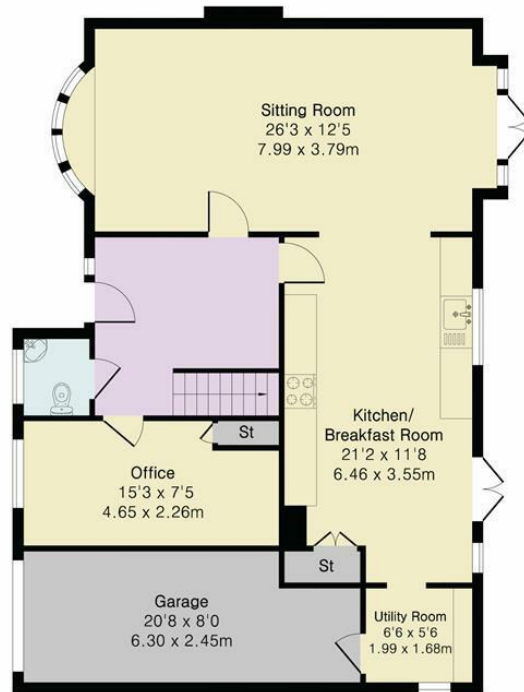 Sitting Room
26'3 x 12'5
7.99 x 3.79m
Kitchen/
Breakfast Room
21'2 x 11'8
6.46 x 3.55m
St
Office
15'3 x 7'5
4.65 x 2.26m
St
Garage
20'8 x 8'0
6.30 x 2.45m
Utility Room
6'6 x 5'6
1.99 x 1.68m